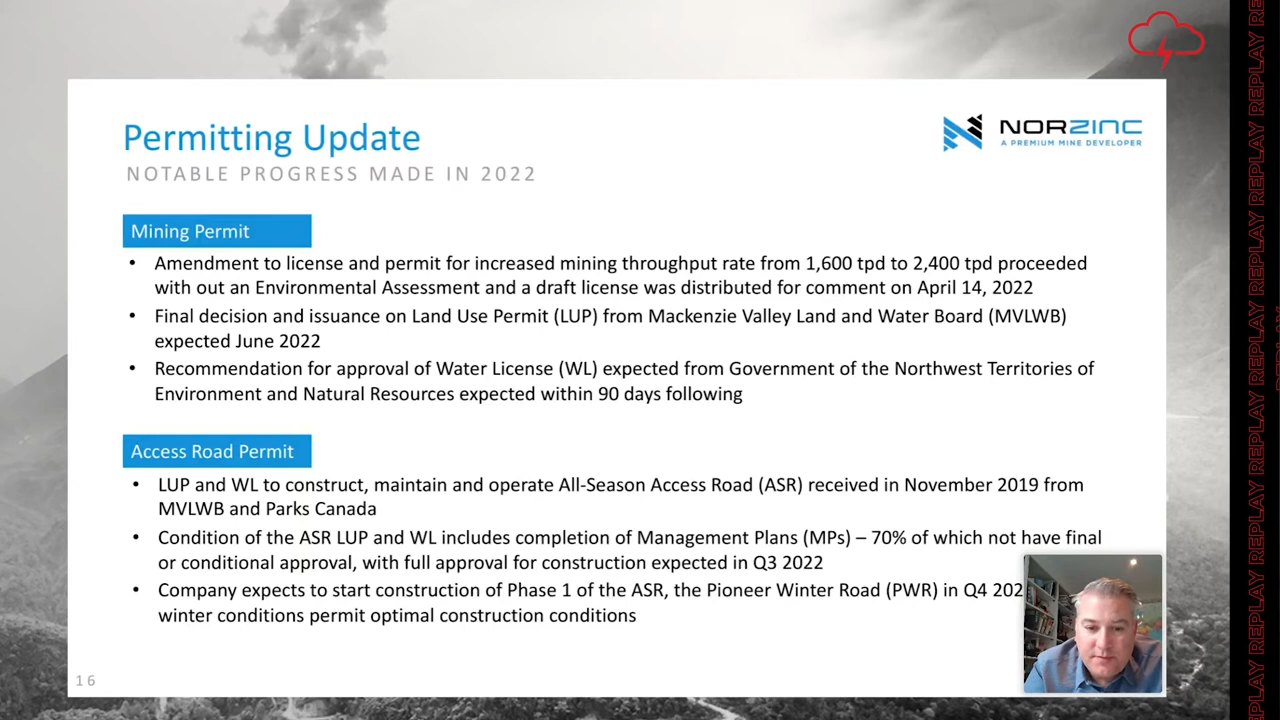 Permitting Update
NORZINC
A PREMIUM MINE DEVELOPER
NOTABLE PROGRESS MADE IN 2022
Mining Permit
• Amendment to license and permit for increased mining throughput rate from 1,600 tpd to 2,400 tpd proceeded
with out an Environmental Assessment and a draft license was distributed for comment on April 14, 2022
• Final decision and issuance on Land Use Permit (LUP) from Mackenzie Valley Land and Water Board (MVLWB)
expected June 2022
• Recommendation for approval of Water License (WL) expected from Government of the Northwest Territories of
Environment and Natural Resources expected within 90 days following
Access Road Permit
• LUP and WL to construct, maintain and operate All-Season Access Road (ASR) received in November 2019 from
MVLWB and Parks Canada
• Condition of the ASR LUP and WL includes completion of Management Plans (MPs) – 70% of which not have final
or conditional approval, with full approval for construction expected in Q3 2022
• Company expects to start construction of Phase 1 of the ASR, the Pioneer Winter Road (PWR) in Q4 202
winter conditions permit optimal construction conditions
16
REPLAY REPLAY REPLAY REPLAY REPLAY REPLAY REPLAY REPLAY